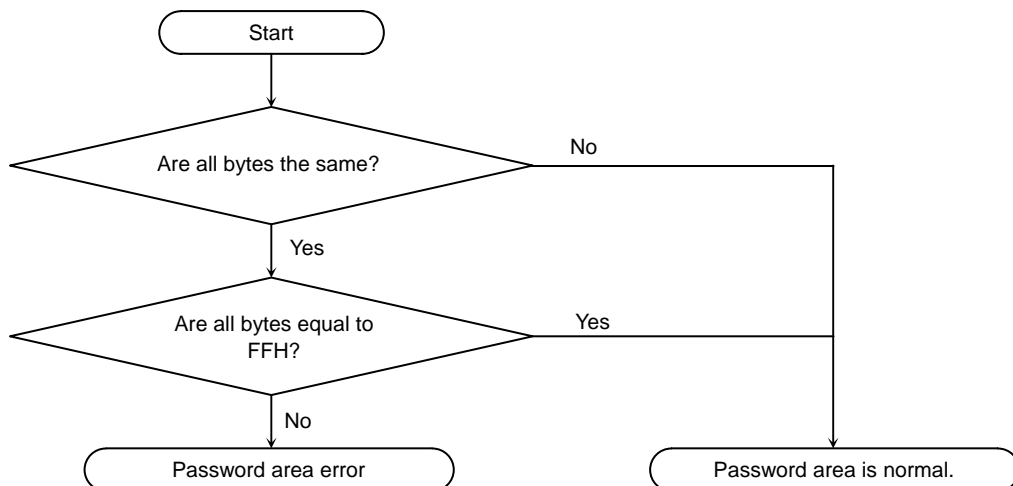 Start
Are all bytes the same?
No
Yes
Are all bytes equal to
FFH?
Yes
No
Password area error
Password area is normal.